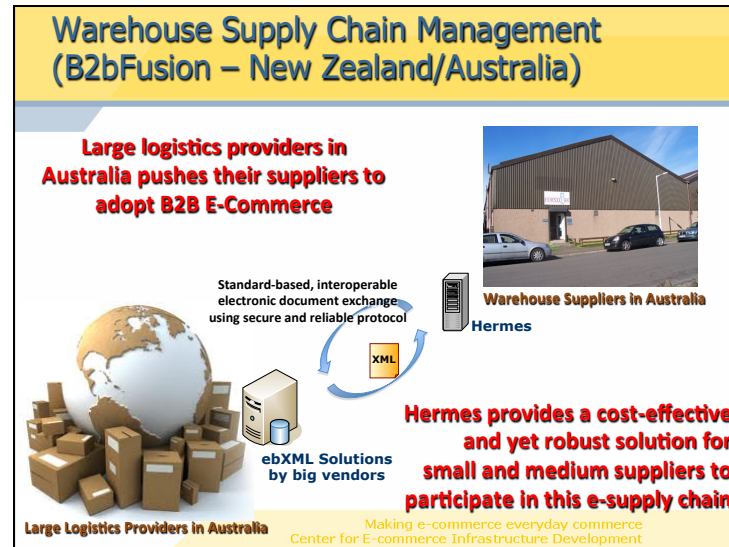 Warehouse Supply Chain Management
(B2bFusion – New Zealand/Australia)
Large logistics providers in
Australia pushes their suppliers to
adopt B2B E-Commerce
Standard-based, interoperable
electronic document exchange
using secure and reliable protocol
Warehouse Suppliers in Australia
Hermes
XML
ebXML Solutions
by big vendors
Hermes provides a cost-effective
and yet robust solution for
small and medium suppliers to
participate in this e-supply chain
Large Logistics Providers in Australia
Making e-commerce everyday commerce
Center for E-commerce Infrastructure Development